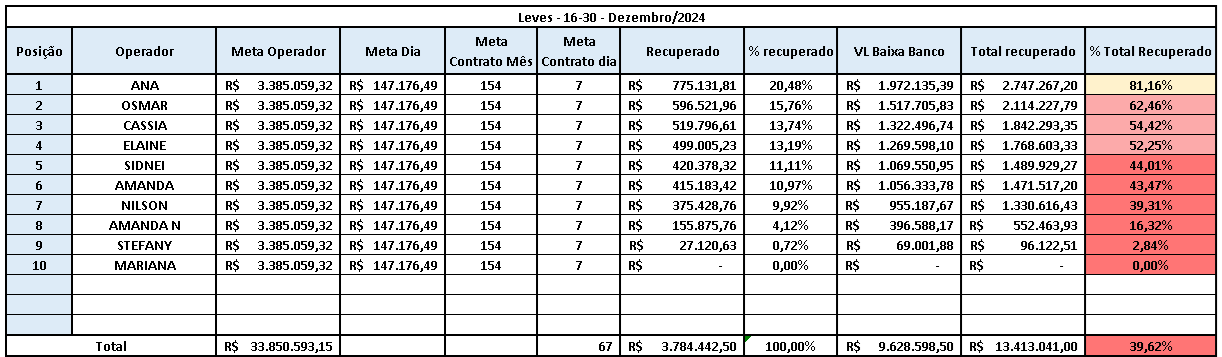 Leves - 16-30 - Dezembro/2024
Posição Operador Meta Operador Meta Dia Meta Contrato Mês Meta Contrato dia Recuperado % recuperado VL Baixa Banco Total recuperado % Total Recuperado
1 ANA R$ 3.385.059,32 R$ 147.176,49 154 7 R$ 775.131,81 20,48% R$ 1.972.135,39 R$ 2.747.267,20 81,16%
2 OSMAR R$ 3.385.059,32 R$ 147.176,49 154 7 R$ 596.521,96 15,76% R$ 1.517.705,83 R$ 2.114.227,79 62,46%
3 CASSIA R$ 3.385.059,32 R$ 147.176,49 154 7 R$ 519.796,61 13,74% R$ 1.322.496,74 R$ 1.842.293,35 54,42%
4 ELAINE R$ 3.385.059,32 R$ 147.176,49 154 7 R$ 499.005,23 13,19% R$ 1.269.598,10 R$ 1.768.603,33 52,25%
5 SIDNEI R$ 3.385.059,32 R$ 147.176,49 154 7 R$ 420.378,32 11,11% R$ 1.069.550,95 R$ 1.489.929,27 44,01%
6 AMANDA R$ 3.385.059,32 R$ 147.176,49 154 7 R$ 415.183,42 10,97% R$ 1.056.333,78 R$ 1.471.517,20 43,47%
7 NILSON R$ 3.385.059,32 R$ 147.176,49 154 7 R$ 375.428,76 9,92% R$ 955.187,67 R$ 1.330.616,43 39,31%
8 AMANDA N R$ 3.385.059,32 R$ 147.176,49 154 7 R$ 155.875,76 4,12% R$ 396.588,17 R$ 552.463,93 16,32%
9 STEFANY R$ 3.385.059,32 R$ 147.176,49 154 7 R$ 27.120,63 0,72% R$ 69.001,88 R$ 96.122,51 2,84%
10 MARIANA R$ 3.385.059,32 R$ 147.176,49 154 7 R$ - 0,00% R$ - R$ - 0,00%
Total R$ 33.850.593,15 67 R$ 3.784.442,50 100,00% R$ 9.628.598,50 R$ 13.413.041,00 39,62%